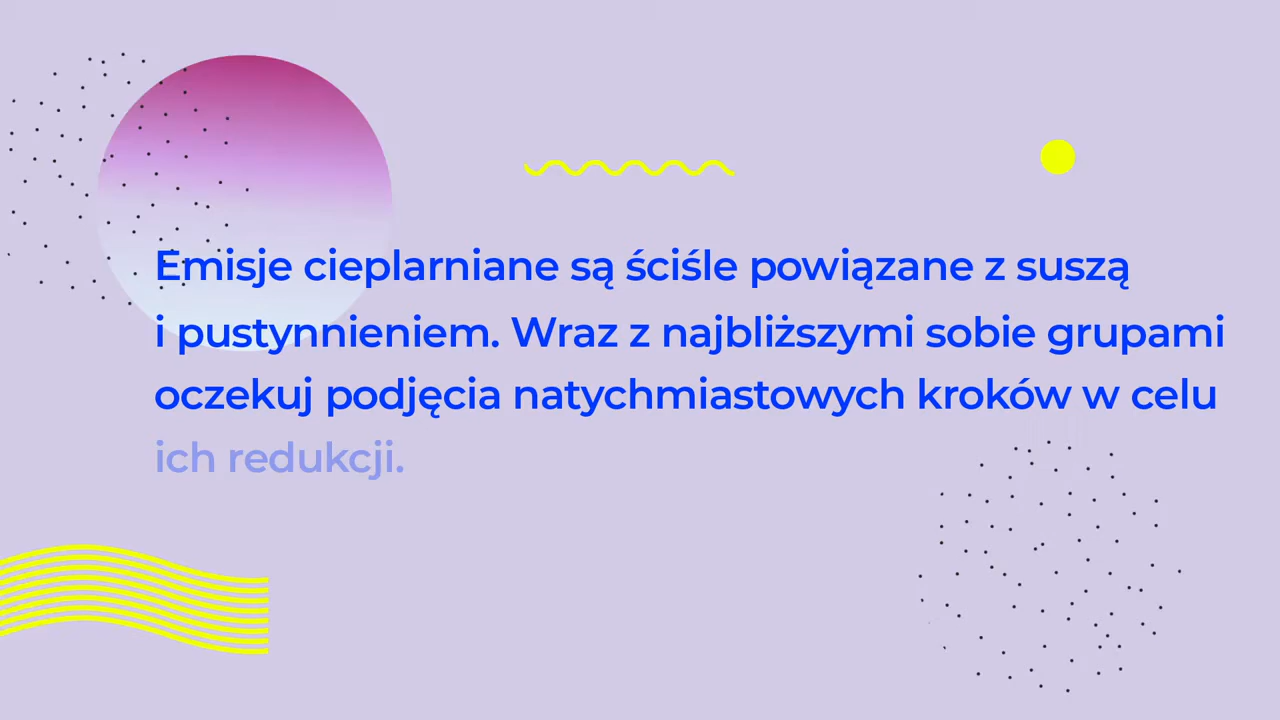 Emisje cieplarniane są ściśle powiązane z suszą
i pustynnieniem. Wraz z najbliższymi sobie grupami
oczekuj podjęcia natychmiastowych kroków w celu
ich redukcji.